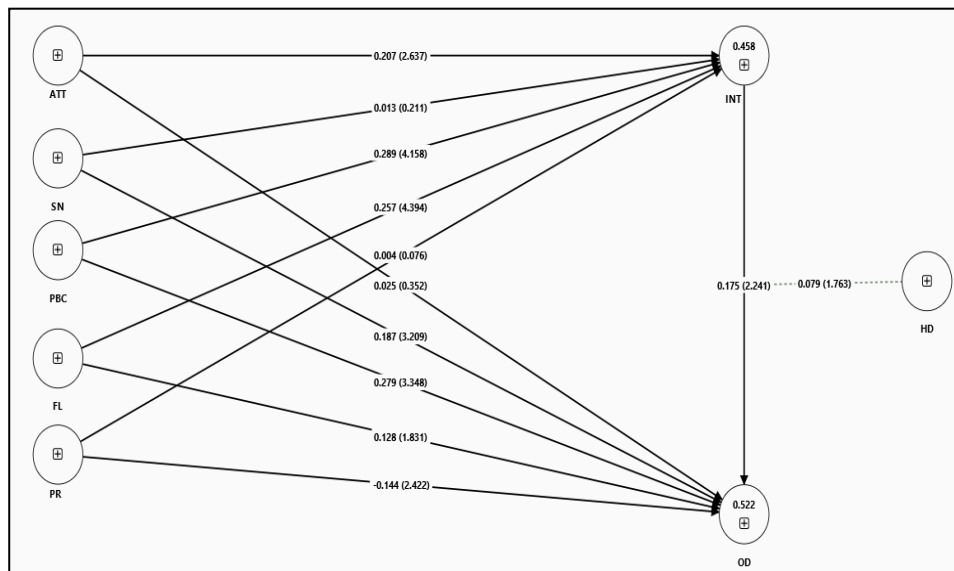 0.458
0.207 (2.637)
ATT
INT
0.013 (0.211)
0.289 (4.158)
SN
0.257 (4.394)
0.004 (0.076)
0.025 (0.352)
0.175 (2.241)
0.079 (1.763)
PBC
HD
0.187 (3.209)
0.279 (3.348)
FL
0.128 (1.831)
-0.144 (2.422)
PR
0.522
OD